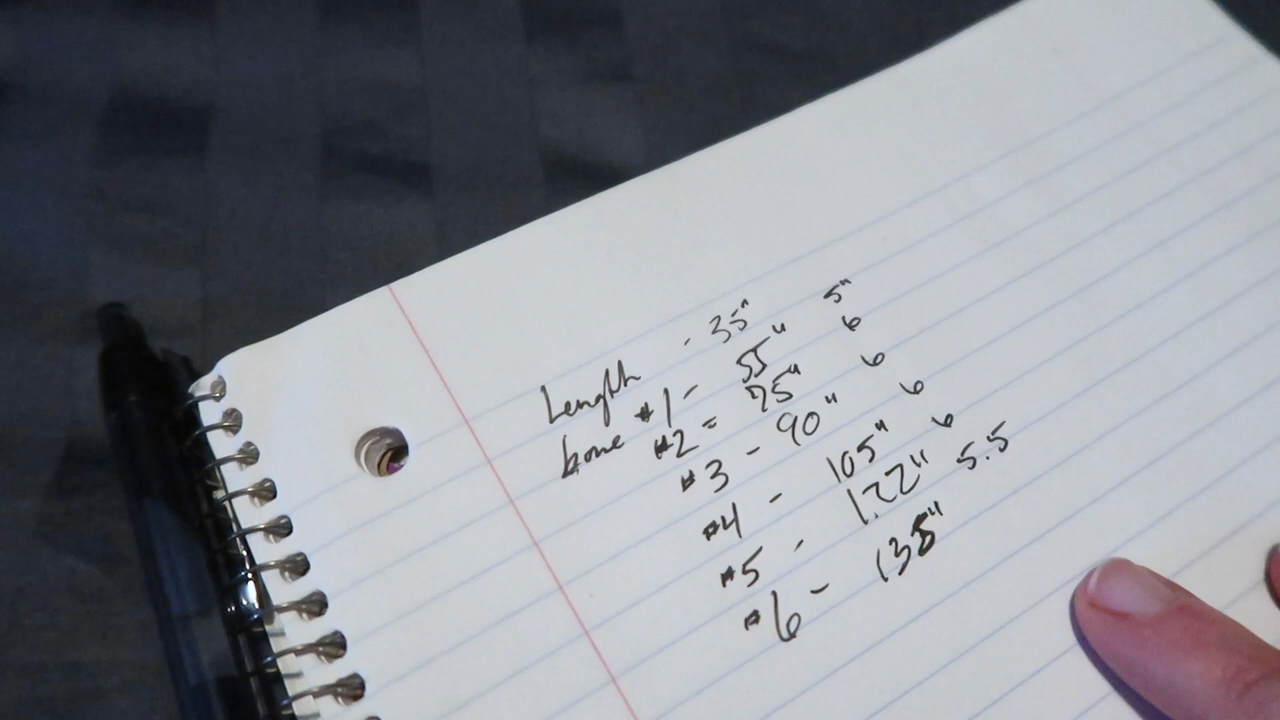 Length - 35" 5"
bone #1 - 55" 6
#2 = 75" 6
#3 - 90" 6
#4 - 105" 6
#5 - 122" 5.5
#6 - 138"